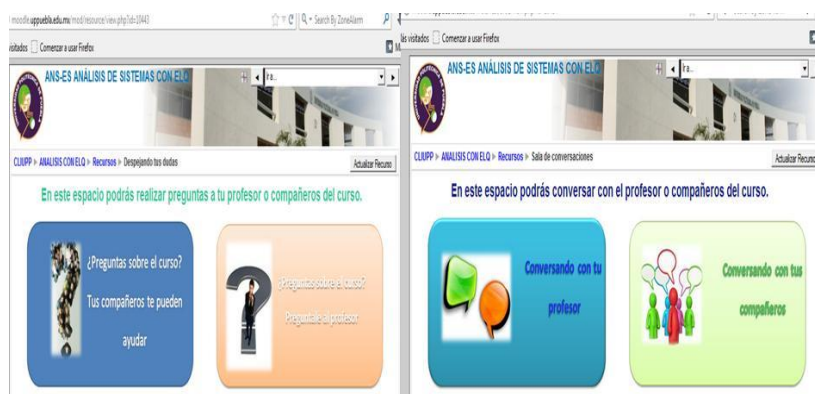 moodle.uppuebla.edu.mx/mod/resource/view.php?id=10443
Search By ZoneAlarm
visitados Comenzar a usar Firefox
ANS-ES ANÁLISIS DE SISTEMAS CON ELQ
Ir a...
CLIUPP ▶ ANALISIS CON ELQ ▶ Recursos ▶ Despejando tus dudas
Actualizar Recurso
En este espacio podrás realizar preguntas a tu profesor o compañeros del curso.
¿Preguntas sobre el curso?
Tus compañeros te pueden
ayudar
¿Preguntas sobre el curso?
Pregúntale al profesor
ás visitados Comenzar a usar Firefox
ANS-ES ANÁLISIS DE SISTEMAS CON ELQ
Ir a...
CLIUPP ▶ ANALISIS CON ELQ ▶ Recursos ▶ Sala de conversaciones
Actualizar Recurso
En este espacio podrás conversar con el profesor o compañeros del curso.
Conversando con tu
profesor
Conversando con tus
compañeros